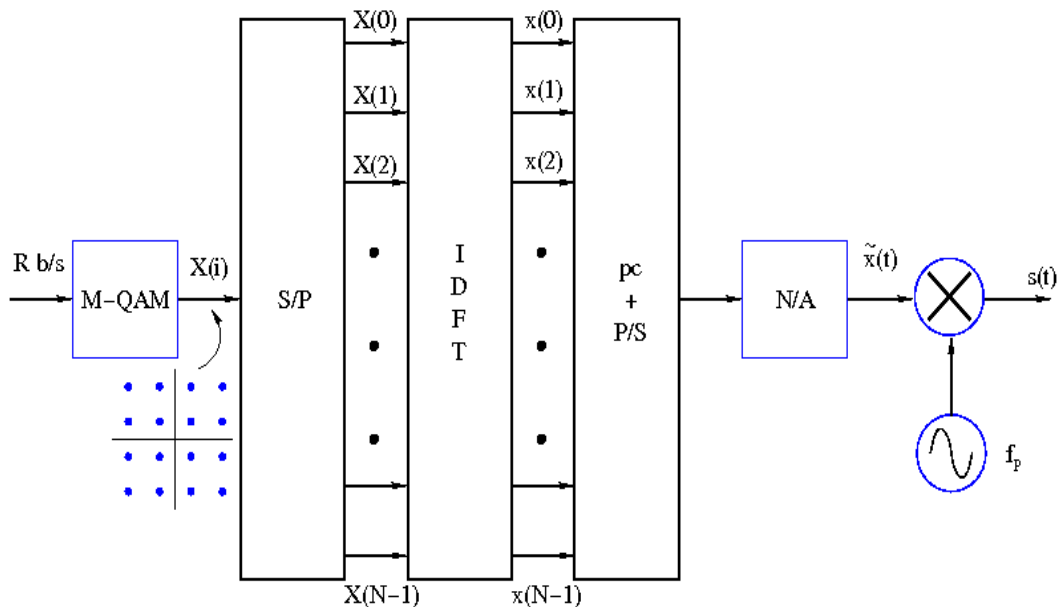 X(0)
x(0)
X(1)
x(1)
X(2)
x(2)
R b/s
M-QAM
X(i)
S/P
I
D
F
T
pc
+
P/S
N/A
x̃(t)
s(t)
f_p
X(N-1)
x(N-1)